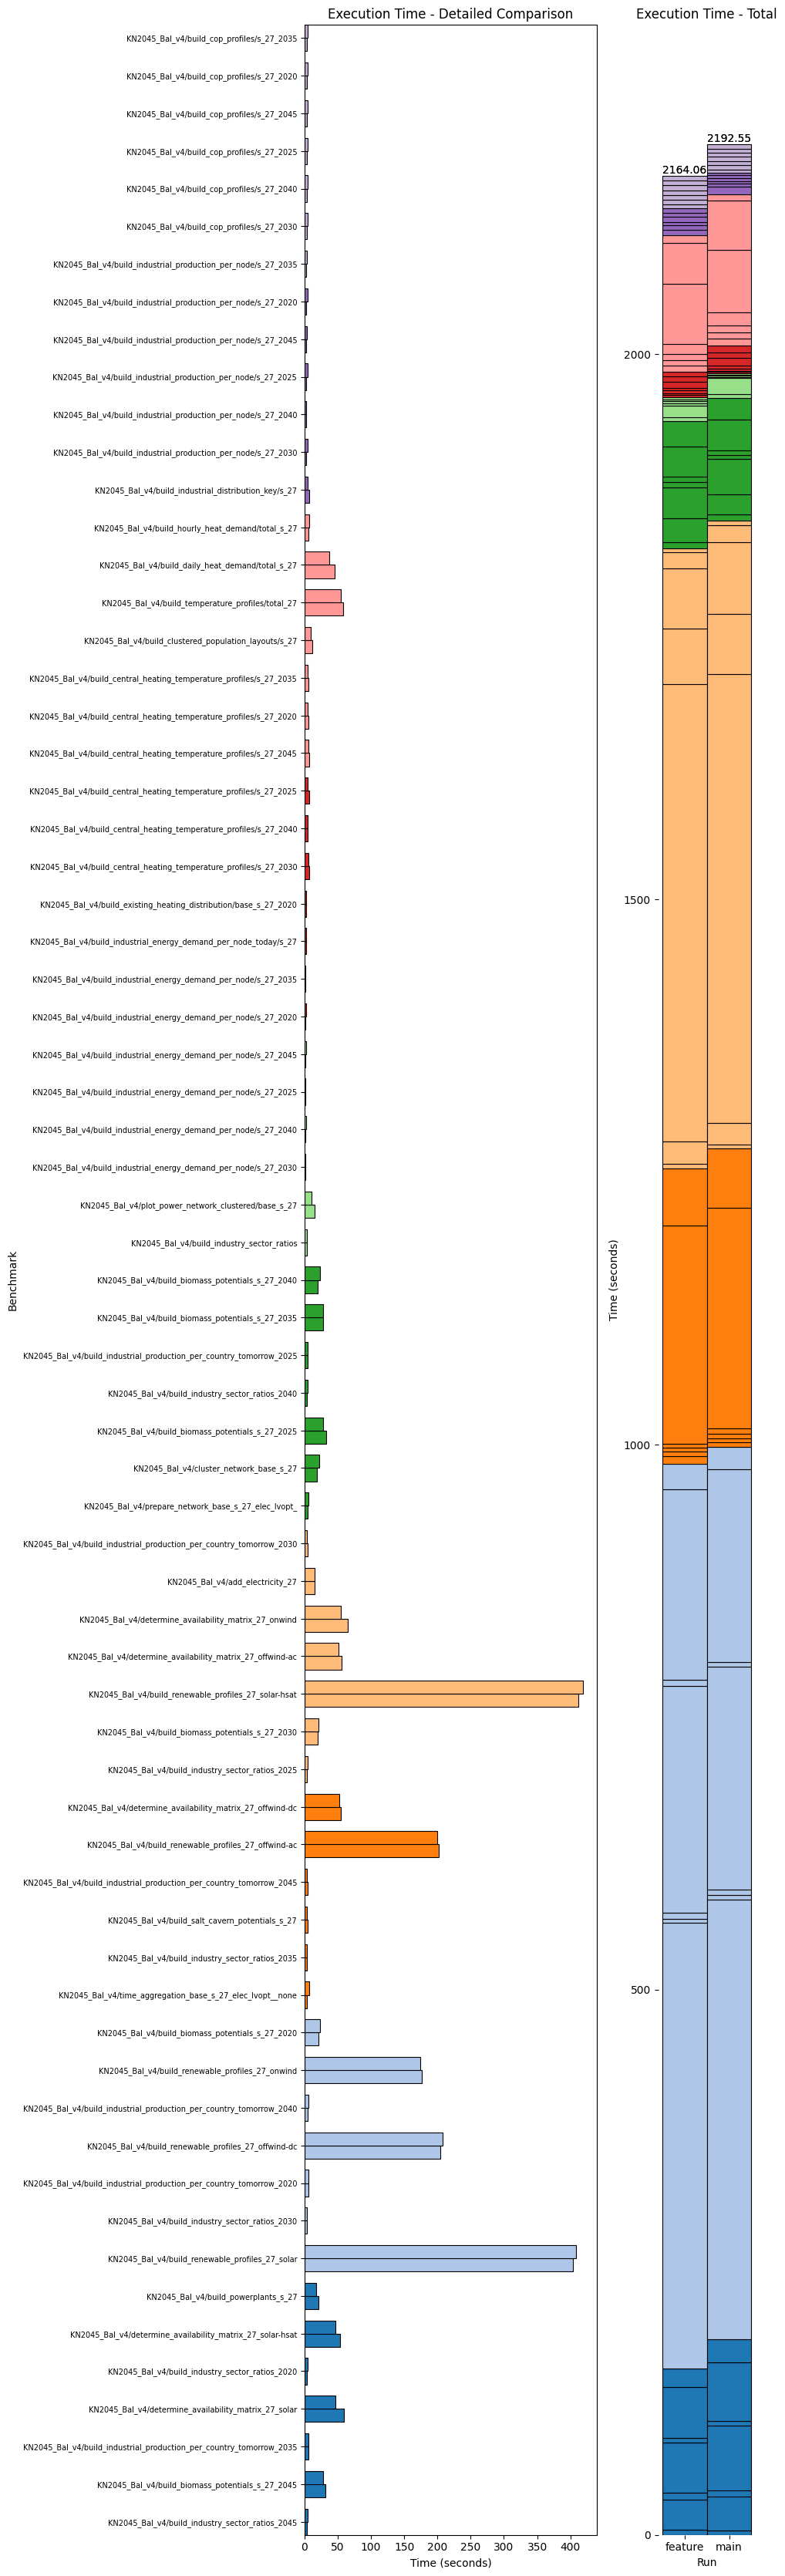 Execution Time - Detailed Comparison
Execution Time - Total
KN2045_Bal_v4/build_cop_profiles/s_27_2035
KN2045_Bal_v4/build_cop_profiles/s_27_2020
KN2045_Bal_v4/build_cop_profiles/s_27_2045
KN2045_Bal_v4/build_cop_profiles/s_27_2025
KN2045_Bal_v4/build_cop_profiles/s_27_2040
KN2045_Bal_v4/build_cop_profiles/s_27_2030
KN2045_Bal_v4/build_industrial_production_per_node/s_27_2035
KN2045_Bal_v4/build_industrial_production_per_node/s_27_2020
KN2045_Bal_v4/build_industrial_production_per_node/s_27_2045
KN2045_Bal_v4/build_industrial_production_per_node/s_27_2025
KN2045_Bal_v4/build_industrial_production_per_node/s_27_2040
KN2045_Bal_v4/build_industrial_production_per_node/s_27_2030
KN2045_Bal_v4/build_industrial_distribution_key/s_27
KN2045_Bal_v4/build_hourly_heat_demand/total_s_27
KN2045_Bal_v4/build_daily_heat_demand/total_s_27
KN2045_Bal_v4/build_temperature_profiles/total_27
KN2045_Bal_v4/build_clustered_population_layouts/s_27
KN2045_Bal_v4/build_central_heating_temperature_profiles/s_27_2035
KN2045_Bal_v4/build_central_heating_temperature_profiles/s_27_2020
KN2045_Bal_v4/build_central_heating_temperature_profiles/s_27_2045
KN2045_Bal_v4/build_central_heating_temperature_profiles/s_27_2025
KN2045_Bal_v4/build_central_heating_temperature_profiles/s_27_2040
KN2045_Bal_v4/build_central_heating_temperature_profiles/s_27_2030
KN2045_Bal_v4/build_existing_heating_distribution/base_s_27_2020
KN2045_Bal_v4/build_industrial_energy_demand_per_node_today/s_27
KN2045_Bal_v4/build_industrial_energy_demand_per_node/s_27_2035
KN2045_Bal_v4/build_industrial_energy_demand_per_node/s_27_2020
KN2045_Bal_v4/build_industrial_energy_demand_per_node/s_27_2045
KN2045_Bal_v4/build_industrial_energy_demand_per_node/s_27_2025
KN2045_Bal_v4/build_industrial_energy_demand_per_node/s_27_2040
KN2045_Bal_v4/build_industrial_energy_demand_per_node/s_27_2030
KN2045_Bal_v4/plot_power_network_clustered/base_s_27
KN2045_Bal_v4/build_industry_sector_ratios
KN2045_Bal_v4/build_biomass_potentials_s_27_2040
KN2045_Bal_v4/build_biomass_potentials_s_27_2035
KN2045_Bal_v4/build_industrial_production_per_country_tomorrow_2025
KN2045_Bal_v4/build_industry_sector_ratios_2040
KN2045_Bal_v4/build_biomass_potentials_s_27_2025
KN2045_Bal_v4/cluster_network_base_s_27
KN2045_Bal_v4/prepare_network_base_s_27_elec_lvopt_
KN2045_Bal_v4/build_industrial_production_per_country_tomorrow_2030
KN2045_Bal_v4/add_electricity_27
KN2045_Bal_v4/determine_availability_matrix_27_onwind
KN2045_Bal_v4/determine_availability_matrix_27_offwind-ac
KN2045_Bal_v4/build_renewable_profiles_27_solar-hsat
KN2045_Bal_v4/build_biomass_potentials_s_27_2030
KN2045_Bal_v4/build_industry_sector_ratios_2025
KN2045_Bal_v4/determine_availability_matrix_27_offwind-dc
KN2045_Bal_v4/build_renewable_profiles_27_offwind-ac
KN2045_Bal_v4/build_industrial_production_per_country_tomorrow_2045
KN2045_Bal_v4/build_salt_cavern_potentials_s_27
KN2045_Bal_v4/build_industry_sector_ratios_2035
KN2045_Bal_v4/time_aggregation_base_s_27_elec_lvopt__none
KN2045_Bal_v4/build_biomass_potentials_s_27_2020
KN2045_Bal_v4/build_renewable_profiles_27_onwind
KN2045_Bal_v4/build_industrial_production_per_country_tomorrow_2040
KN2045_Bal_v4/build_renewable_profiles_27_offwind-dc
KN2045_Bal_v4/build_industrial_production_per_country_tomorrow_2020
KN2045_Bal_v4/build_industry_sector_ratios_2030
KN2045_Bal_v4/build_renewable_profiles_27_solar
KN2045_Bal_v4/build_powerplants_s_27
KN2045_Bal_v4/determine_availability_matrix_27_solar-hsat
KN2045_Bal_v4/build_industry_sector_ratios_2020
KN2045_Bal_v4/determine_availability_matrix_27_solar
KN2045_Bal_v4/build_industrial_production_per_country_tomorrow_2035
KN2045_Bal_v4/build_biomass_potentials_s_27_2045
KN2045_Bal_v4/build_industry_sector_ratios_2045
Benchmark
0 50 100 150 200 250 300 350 400
Time (seconds)
2192.55
2164.06
2000
1500
1000
500
0
Time (seconds)
feature main
Run